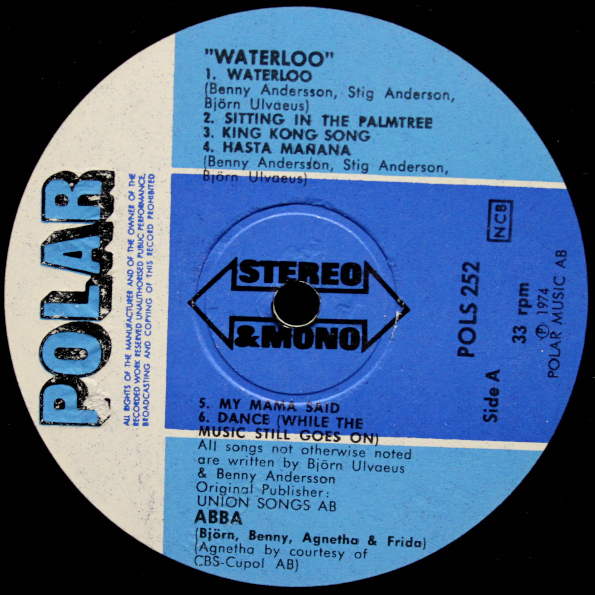 "WATERLOO"
1. WATERLOO
(Benny Andersson, Stig Anderson,
Björn Ulvaeus)
2. SITTING IN THE PALMTREE
3. KING KONG SONG
4. HASTA MAÑANA
(Benny Andersson, Stig Anderson,
Björn Ulvaeus)
POLAR
ALL RIGHTS OF THE MANUFACTURER AND OF THE OWNER OF THE
RECORDED WORK RESERVED UNAUTHORISED PUBLIC PERFORMANCE,
BROADCASTING AND COPYING OF THIS RECORD PROHIBITED
STEREO
& MONO
NCB
POLS 252
Side A
33 rpm
Ⓟ 1974
POLAR MUSIC AB
5. MY MAMA SAID
6. DANCE (WHILE THE
MUSIC STILL GOES ON)
All songs not otherwise noted
are written by Björn Ulvaeus
& Benny Andersson
Original Publisher:
UNION SONGS AB
ABBA
(Björn, Benny, Agnetha & Frida)
(Agnetha by courtesy of
CBS-Cupol AB)